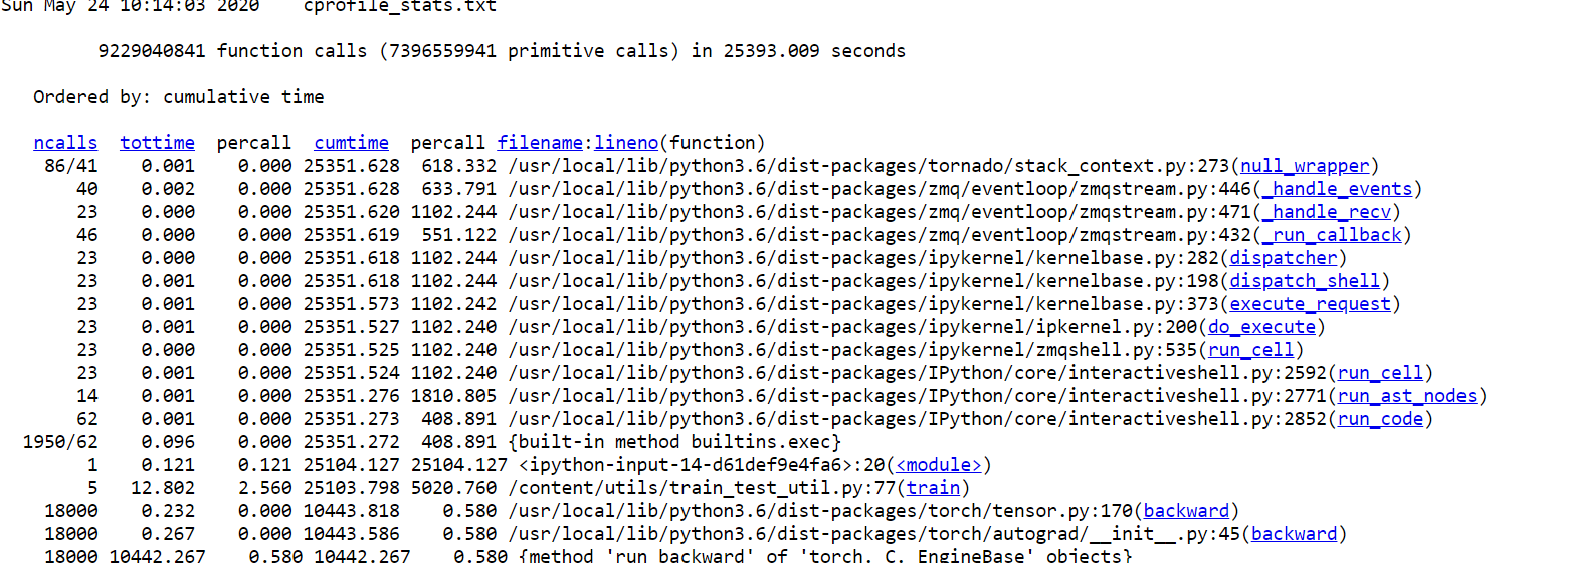 Sun May 24 10:14:03 2020    cprofile_stats.txt
9229040841 function calls (7396559941 primitive calls) in 25393.009 seconds
Ordered by: cumulative time
ncalls  tottime  percall  cumtime  percall filename:lineno(function)
86/41    0.001    0.000 25351.628  618.332 /usr/local/lib/python3.6/dist-packages/tornado/stack_context.py:273(null_wrapper)
40    0.002    0.000 25351.628  633.791 /usr/local/lib/python3.6/dist-packages/zmq/eventloop/zmqstream.py:446(_handle_events)
23    0.000    0.000 25351.620 1102.244 /usr/local/lib/python3.6/dist-packages/zmq/eventloop/zmqstream.py:471(_handle_recv)
46    0.000    0.000 25351.619  551.122 /usr/local/lib/python3.6/dist-packages/zmq/eventloop/zmqstream.py:432(_run_callback)
23    0.000    0.000 25351.618 1102.244 /usr/local/lib/python3.6/dist-packages/ipykernel/kernelbase.py:282(dispatcher)
23    0.001    0.000 25351.618 1102.244 /usr/local/lib/python3.6/dist-packages/ipykernel/kernelbase.py:198(dispatch_shell)
23    0.001    0.000 25351.573 1102.242 /usr/local/lib/python3.6/dist-packages/ipykernel/kernelbase.py:373(execute_request)
23    0.001    0.000 25351.527 1102.240 /usr/local/lib/python3.6/dist-packages/ipykernel/ipkernel.py:200(do_execute)
23    0.000    0.000 25351.525 1102.240 /usr/local/lib/python3.6/dist-packages/ipykernel/zmqshell.py:535(run_cell)
23    0.001    0.000 25351.524 1102.240 /usr/local/lib/python3.6/dist-packages/IPython/core/interactiveshell.py:2592(run_cell)
14    0.001    0.000 25351.276 1810.805 /usr/local/lib/python3.6/dist-packages/IPython/core/interactiveshell.py:2771(run_ast_nodes)
62    0.001    0.000 25351.273  408.891 /usr/local/lib/python3.6/dist-packages/IPython/core/interactiveshell.py:2852(run_code)
1950/62    0.096    0.000 25351.272  408.891 {built-in method builtins.exec}
1    0.121    0.121 25104.127 25104.127 <ipython-input-14-d61def9e4fa6>:20(<module>)
5   12.802    2.560 25103.798 5020.760 /content/utils/train_test_util.py:77(train)
18000    0.232    0.000 10443.818    0.580 /usr/local/lib/python3.6/dist-packages/torch/tensor.py:170(backward)
18000    0.267    0.000 10443.586    0.580 /usr/local/lib/python3.6/dist-packages/torch/autograd/__init__.py:45(backward)
18000 10442.267    0.580 10442.267    0.580 {method 'run_backward' of 'torch._C._EngineBase' objects}